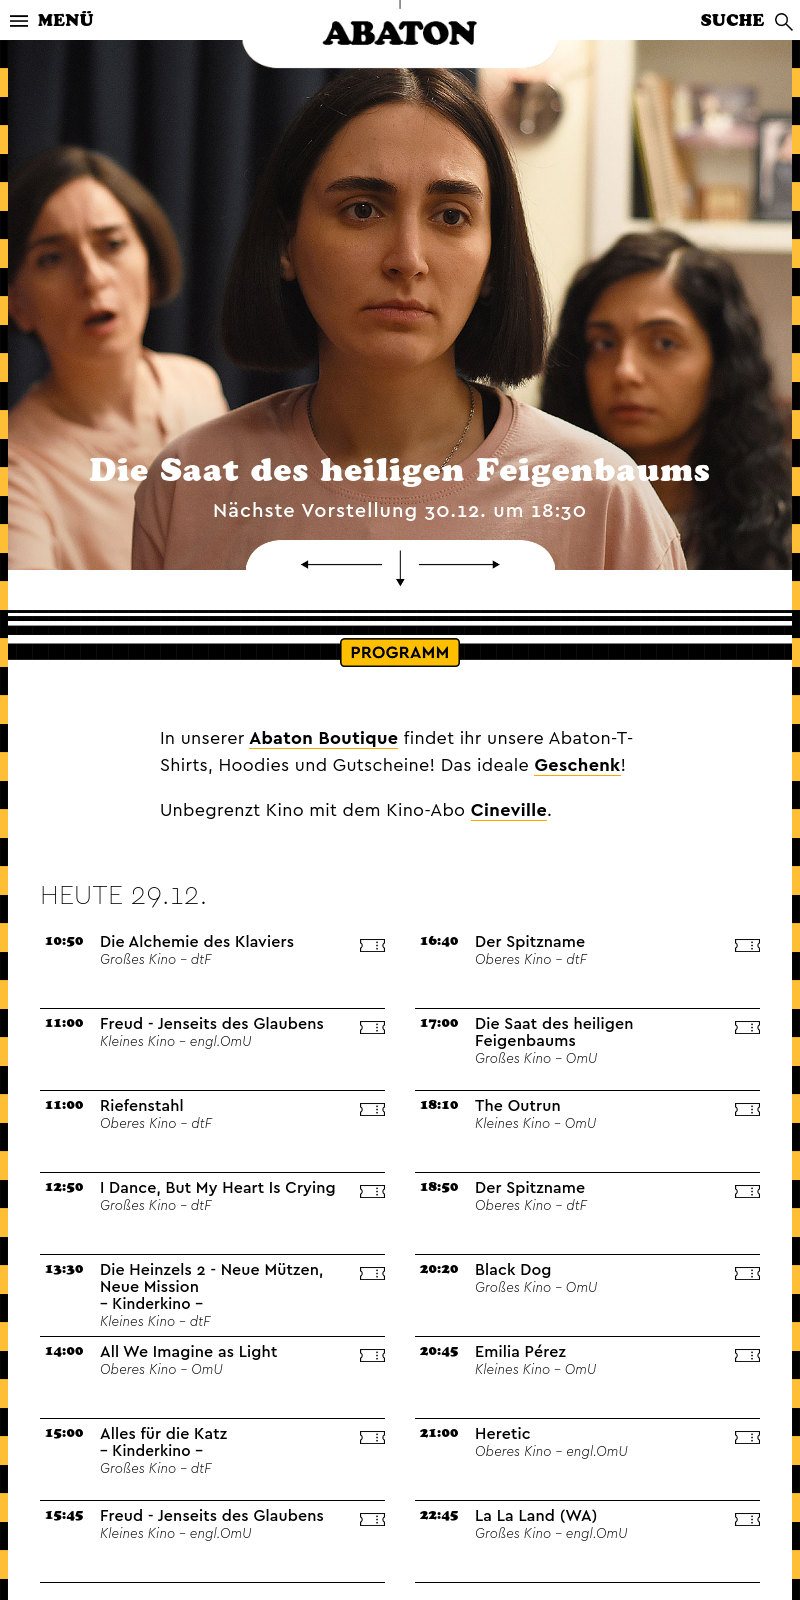 MENÜ
ABATON
SUCHE
Die Saat des heiligen Feigenbaums
Nächste Vorstellung 30.12. um 18:30
PROGRAMM
In unserer Abaton Boutique findet ihr unsere Abaton-T-
Shirts, Hoodies und Gutscheine! Das ideale Geschenk!
Unbegrenzt Kino mit dem Kino-Abo Cineville.
HEUTE 29.12.
10:50 Die Alchemie des Klaviers
Großes Kino – dtF
11:00 Freud - Jenseits des Glaubens
Kleines Kino – engl.OmU
11:00 Riefenstahl
Oberes Kino – dtF
12:50 I Dance, But My Heart Is Crying
Großes Kino – dtF
13:30 Die Heinzels 2 - Neue Mützen,
Neue Mission
– Kinderkino –
Kleines Kino – dtF
14:00 All We Imagine as Light
Oberes Kino – OmU
15:00 Alles für die Katz
– Kinderkino –
Großes Kino – dtF
15:45 Freud - Jenseits des Glaubens
Kleines Kino – engl.OmU
16:40 Der Spitzname
Oberes Kino – dtF
17:00 Die Saat des heiligen
Feigenbaums
Großes Kino – OmU
18:10 The Outrun
Kleines Kino – OmU
18:50 Der Spitzname
Oberes Kino – dtF
20:20 Black Dog
Großes Kino – OmU
20:45 Emilia Pérez
Kleines Kino – OmU
21:00 Heretic
Oberes Kino – engl.OmU
22:45 La La Land (WA)
Großes Kino – engl.OmU